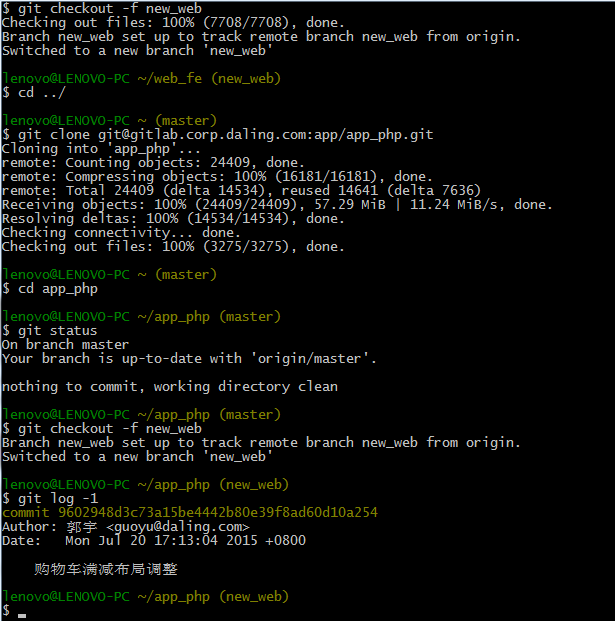 $ git checkout -f new_web
Checking out files: 100% (7708/7708), done.
Branch new_web set up to track remote branch new_web from origin.
Switched to a new branch 'new_web'
lenovo@LENOVO-PC ~/web_fe (new_web)
$ cd ../
lenovo@LENOVO-PC ~ (master)
$ git clone git@gitlab.corp.daling.com:app/app_php.git
Cloning into 'app_php'...
remote: Counting objects: 24409, done.
remote: Compressing objects: 100% (16181/16181), done.
remote: Total 24409 (delta 14534), reused 14641 (delta 7636)
Receiving objects: 100% (24409/24409), 57.29 MiB | 11.24 MiB/s, done.
Resolving deltas: 100% (14534/14534), done.
Checking connectivity... done.
Checking out files: 100% (3275/3275), done.
lenovo@LENOVO-PC ~ (master)
$ cd app_php
lenovo@LENOVO-PC ~/app_php (master)
$ git status
On branch master
Your branch is up-to-date with 'origin/master'.
nothing to commit, working directory clean
lenovo@LENOVO-PC ~/app_php (master)
$ git checkout -f new_web
Branch new_web set up to track remote branch new_web from origin.
Switched to a new branch 'new_web'
lenovo@LENOVO-PC ~/app_php (new_web)
$ git log -1
commit 9602948d3c73a15be4442b80e39f8ad60d10a254
Author: 郭宇 <guoyu@daling.com>
Date:   Mon Jul 20 17:13:04 2015 +0800
购物车满减布局调整
lenovo@LENOVO-PC ~/app_php (new_web)
$